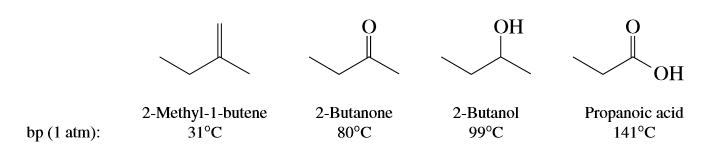 O OH O
OH
2-Methyl-1-butene 2-Butanone 2-Butanol Propanoic acid
bp (1 atm): 31°C 80°C 99°C 141°C